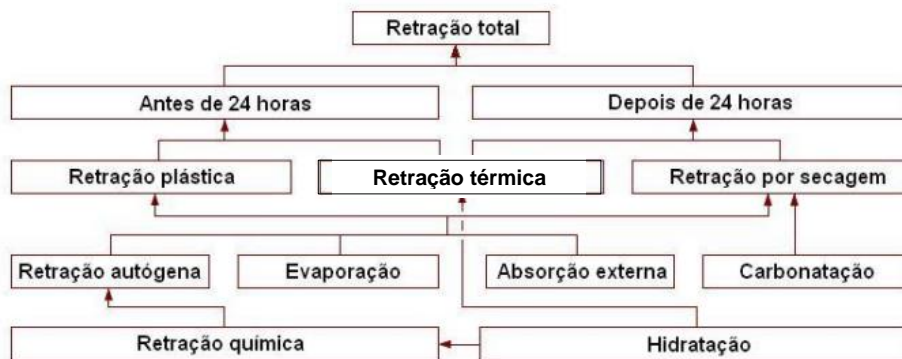 Retração total
Antes de 24 horas
Depois de 24 horas
Retração plástica
Retração térmica
Retração por secagem
Retração autógena
Evaporação
Absorção externa
Carbonatação
Retração química
Hidratação